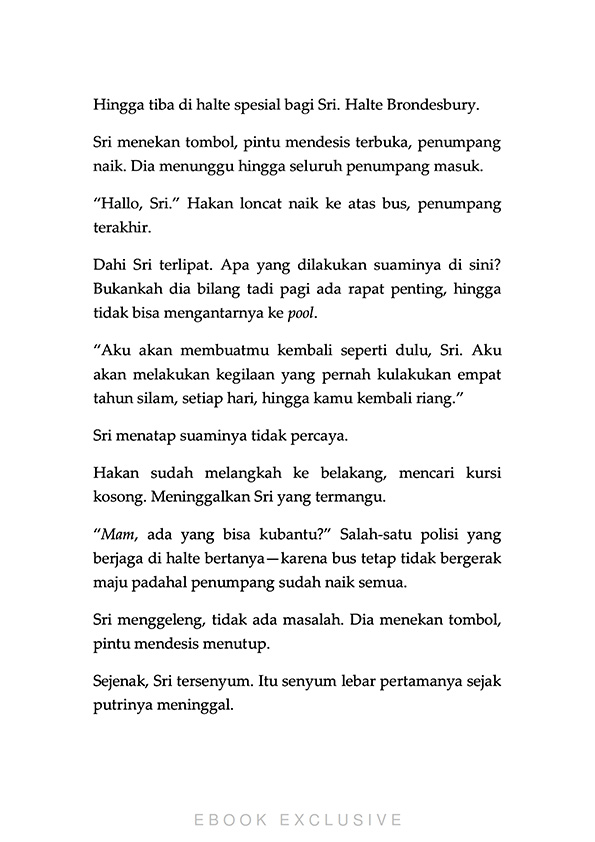 Hingga tiba di halte spesial bagi Sri. Halte Brondesbury.
Sri menekan tombol, pintu mendesis terbuka, penumpang
naik. Dia menunggu hingga seluruh penumpang masuk.
“Hallo, Sri.” Hakan loncat naik ke atas bus, penumpang
terakhir.
Dahi Sri terlipat. Apa yang dilakukan suaminya di sini?
Bukankah dia bilang tadi pagi ada rapat penting, hingga
tidak bisa mengantarnya ke pool.
“Aku akan membuatmu kembali seperti dulu, Sri. Aku
akan melakukan kegilaan yang pernah kulakukan empat
tahun silam, setiap hari, hingga kamu kembali riang.”
Sri menatap suaminya tidak percaya.
Hakan sudah melangkah ke belakang, mencari kursi
kosong. Meninggalkan Sri yang termangu.
“Mam, ada yang bisa kubantu?” Salah-satu polisi yang
berjaga di halte bertanya—karena bus tetap tidak bergerak
maju padahal penumpang sudah naik semua.
Sri menggeleng, tidak ada masalah. Dia menekan tombol,
pintu mendesis menutup.
Sejenak, Sri tersenyum. Itu senyum lebar pertamanya sejak
putrinya meninggal.
EBOOK EXCLUSIVE